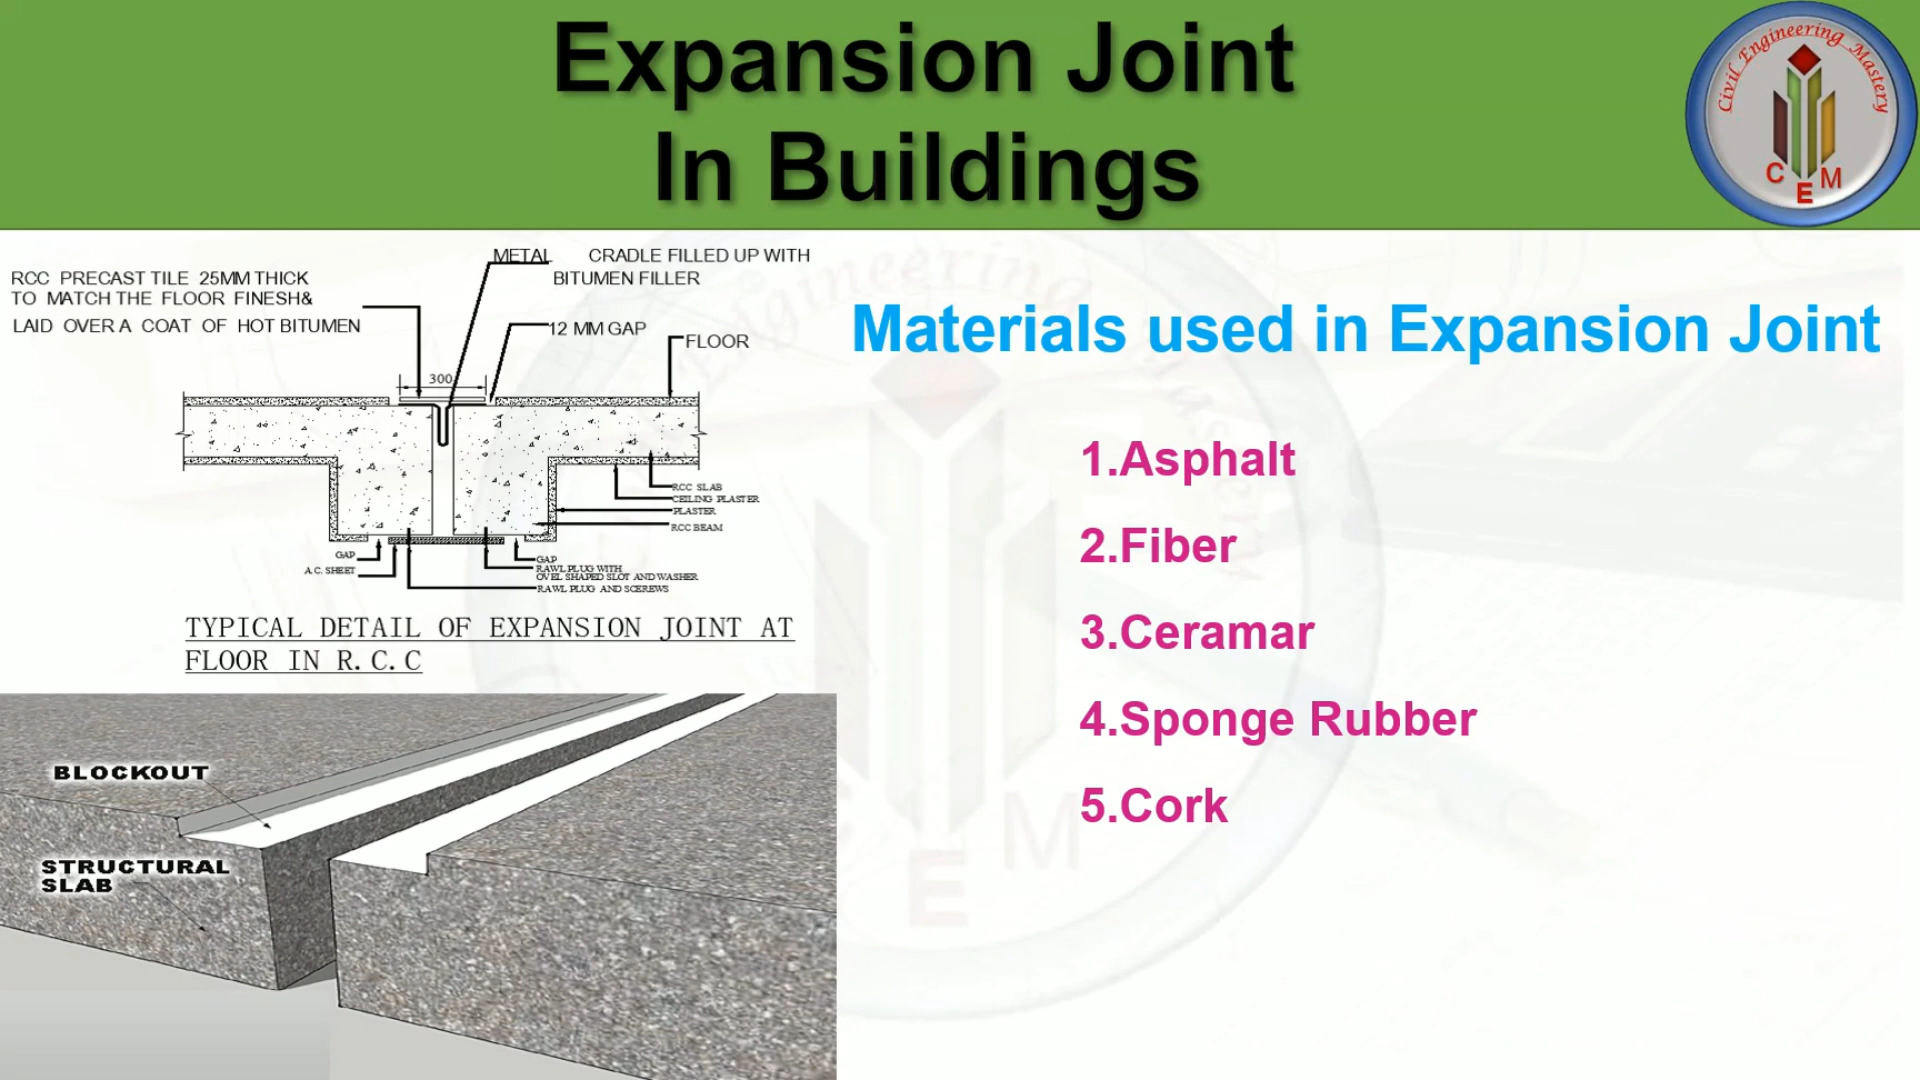 Expansion Joint
In Buildings
Civil Engineering Mastery
C E M
RCC PRECAST TILE 25MM THICK
TO MATCH THE FLOOR FINESH&
LAID OVER A COAT OF HOT BITUMEN
METAL CRADLE FILLED UP WITH
BITUMEN FILLER
12 MM GAP
FLOOR
300
RCC SLAB
CEILING PLASTER
PLASTER
RCC BEAM
GAP
A.C. SHEET
GAP
RAWL PLUG WITH
OVEL SHAPED SLOT AND WASHER
RAWL PLUG AND SCEREWS
TYPICAL DETAIL OF EXPANSION JOINT AT
FLOOR IN R.C.C
BLOCKOUT
STRUCTURAL
SLAB
Materials used in Expansion Joint
1.Asphalt
2.Fiber
3.Ceramar
4.Sponge Rubber
5.Cork